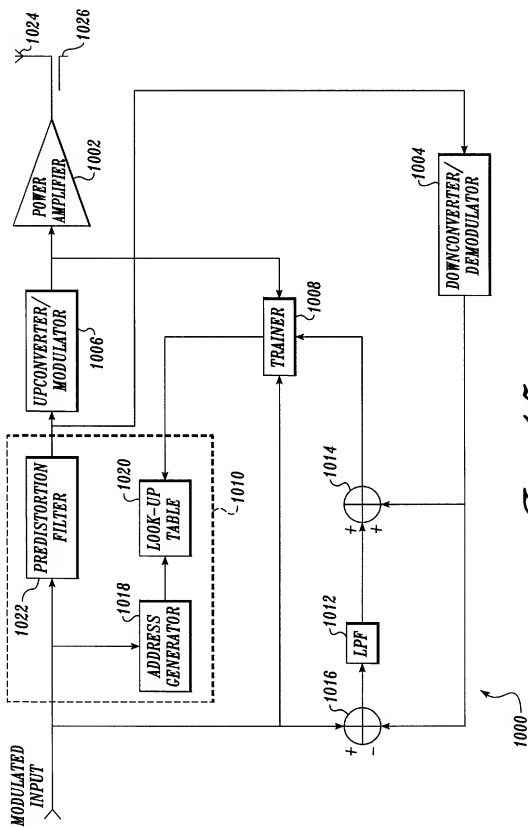 MODULATED
INPUT
1022
PREDISTORTION
FILTER
1018
ADDRESS
GENERATOR
1020
LOOK-UP
TABLE
1010
UPCONVERTER/
MODULATOR
1006
POWER
AMPLIFIER
1002
1024
1026
TRAINER
1008
1016
+
-
1012
LPF
1014
+
+
1004
DOWNCONVERTER/
DEMODULATOR
1000